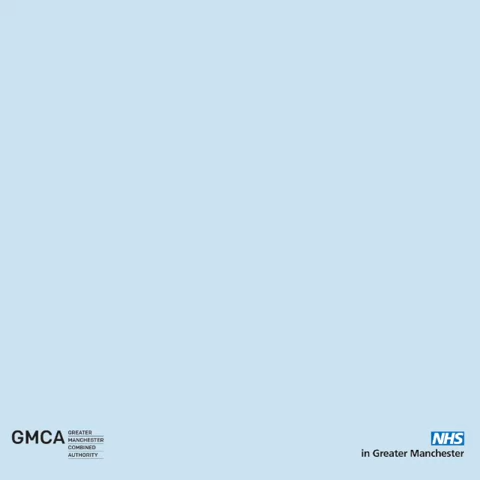 GMCA
GREATER
MANCHESTER
COMBINED
AUTHORITY
NHS
in Greater Manchester